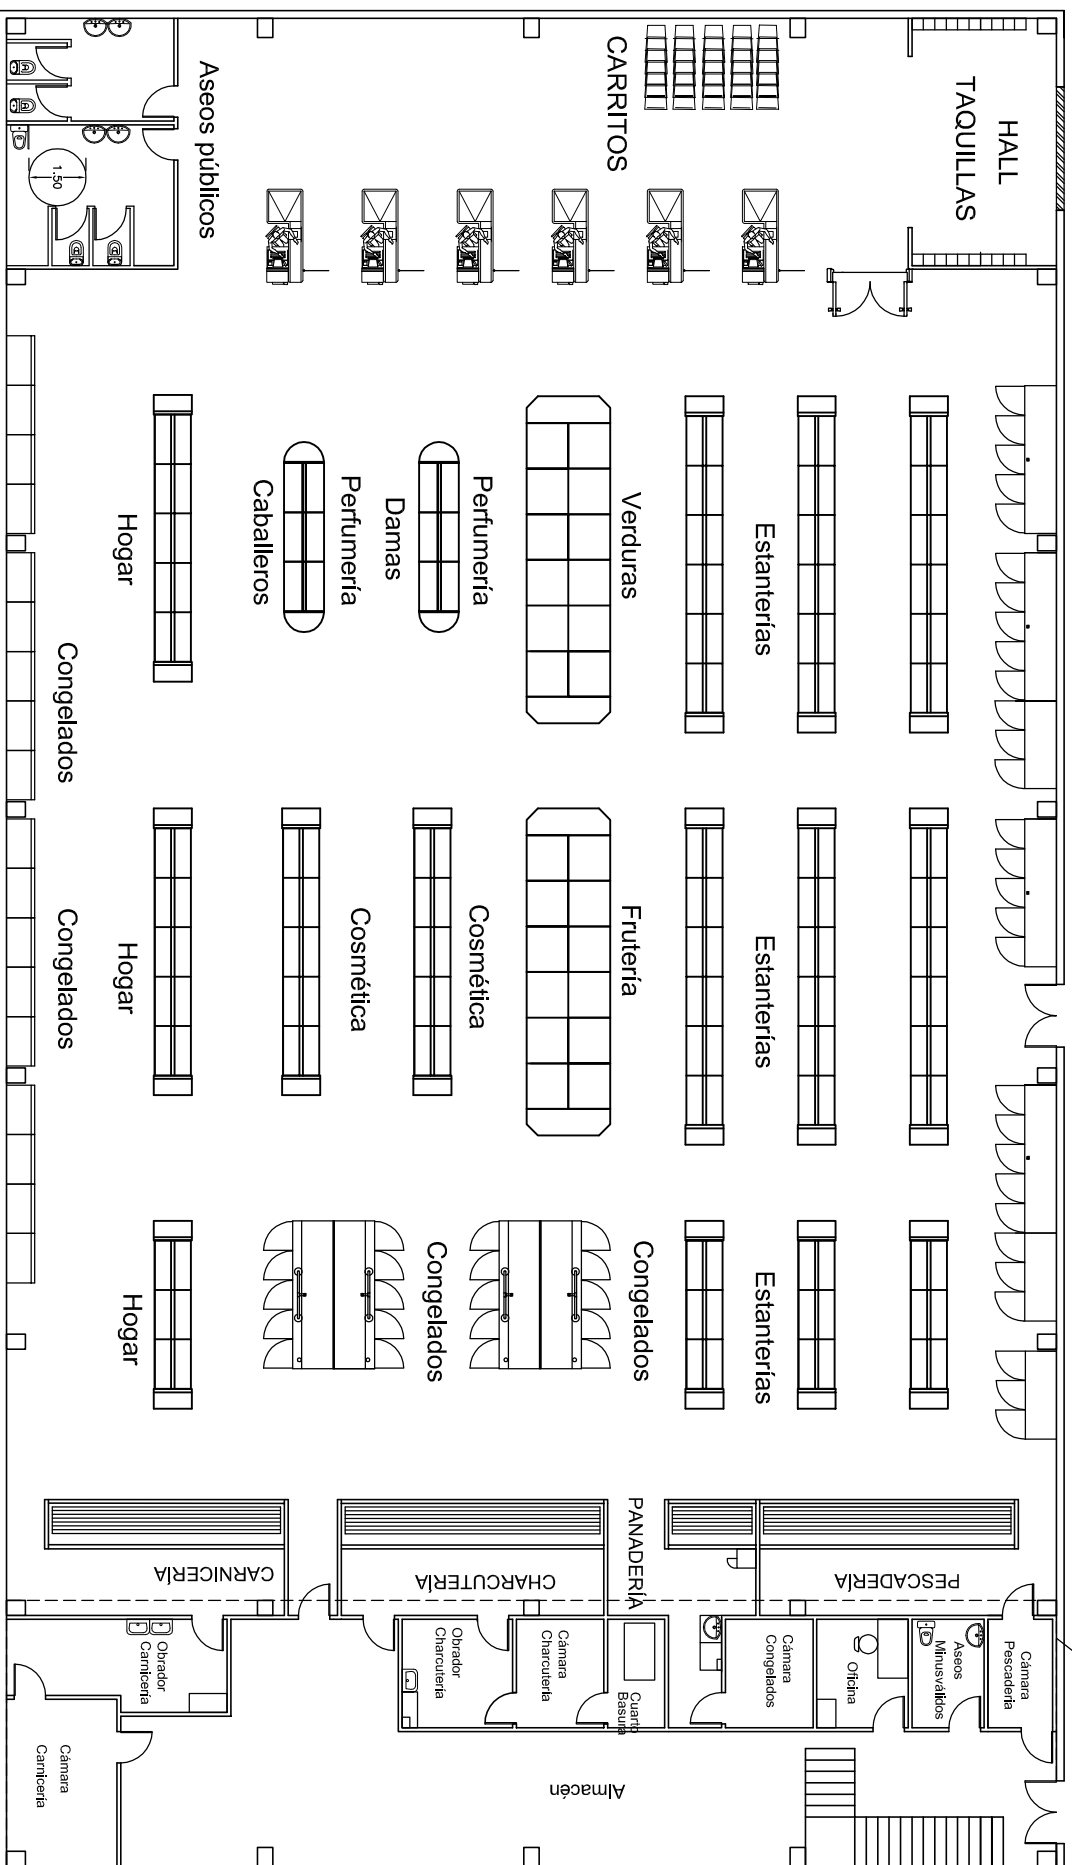 HALL
TAQUILLAS
CARRITOS
Aseos públicos
1.50
Estanterías
Verduras
Perfumería
Damas
Perfumería
Caballeros
Hogar
Congelados
Estanterías
Frutería
Cosmética
Cosmética
Hogar
Congelados
Estanterías
Congelados
Congelados
Hogar
PESCADERÍA
PANADERÍA
CHARCUTERÍA
CARNICERÍA
Cámara
Pescaderia
Aseos
Minusválidos
Oficina
Cámara
Congelados
Cuarto
Basura
Cámara
Charcutería
Obrador
Charcutería
Obrador
Carnicería
Cámara
Carnicería
Almacén